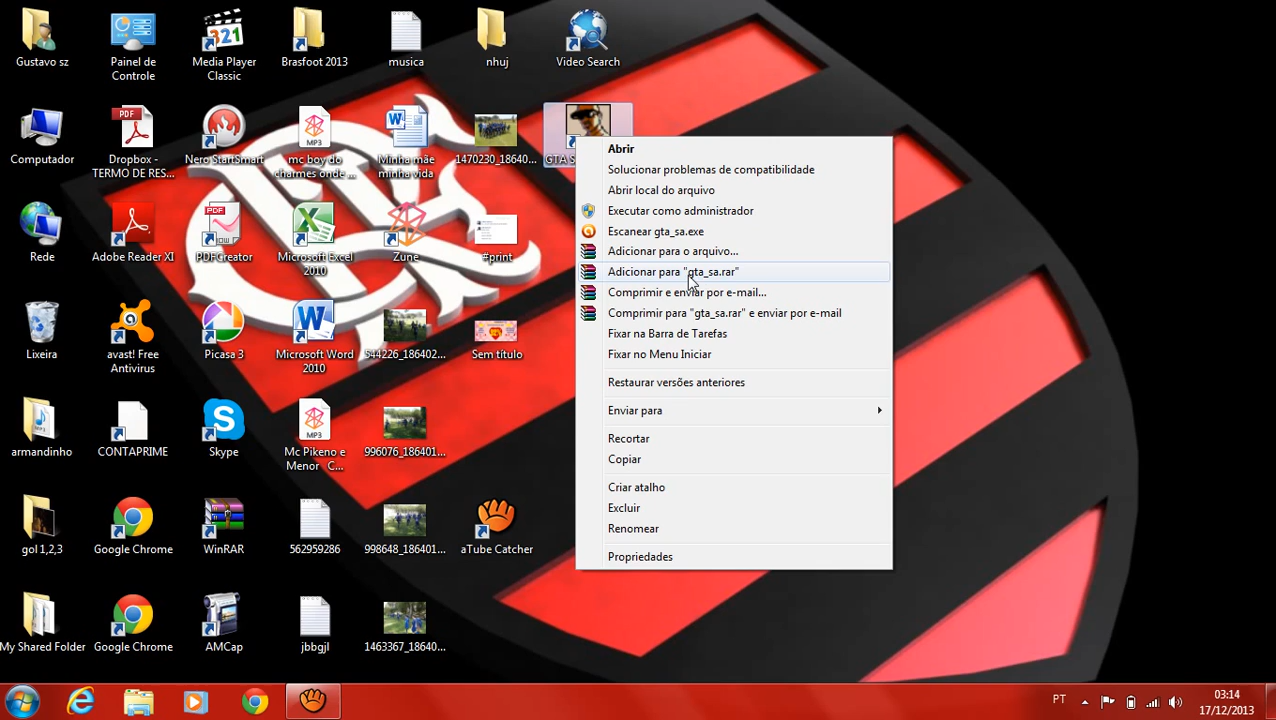 Gustavo sz
Painel de
Controle
Media Player
Classic
321
Brasfoot 2013
musica
nhuj
Video Search
Computador
PDF
Dropbox -
TERMO DE RES...
Nero StartSmart
MP3
mc boy do
charmes onde ...
W
Minha mãe
minha vida
1470230_18640...
GTA S
Rede
Adobe Reader XI
PDF
PDFCreator
Microsoft Excel
2010
Zune
#print
Lixeira
avast! Free
Antivirus
Picasa 3
W
Microsoft Word
2010
544226_186402...
Sem título
armandinho
CONTAPRIME
Skype
MP3
Mc Pikeno e
Menor C...
996076_186401...
gol 1,2,3
Google Chrome
WinRAR
562959286
998648_186401...
aTube Catcher
My Shared Folder
Google Chrome
AMCap
jbbgjl
1463367_18640...
Abrir
Solucionar problemas de compatibilidade
Abrir local do arquivo
Executar como administrador
Escanear gta_sa.exe
Adicionar para o arquivo...
Adicionar para "gta_sa.rar"
Comprimir e enviar por e-mail...
Comprimir para "gta_sa.rar" e enviar por e-mail
Fixar na Barra de Tarefas
Fixar no Menu Iniciar
Restaurar versões anteriores
Enviar para
Recortar
Copiar
Criar atalho
Excluir
Renomear
Propriedades
PT
03:14
17/12/2013